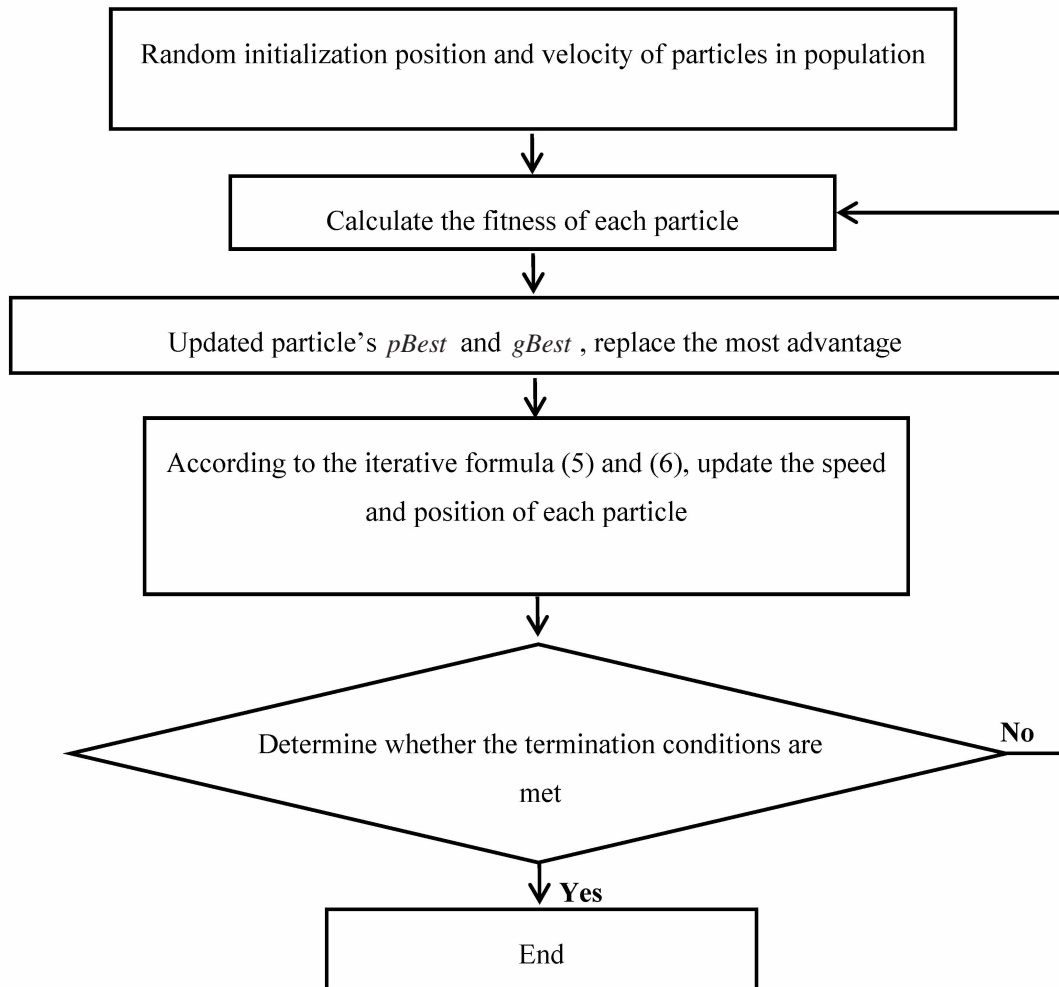 Random initialization position and velocity of particles in population
Calculate the fitness of each particle
Updated particle’s pBest and gBest , replace the most advantage
According to the iterative formula (5) and (6), update the speed
and position of each particle
Determine whether the termination conditions are
met
No
Yes
End